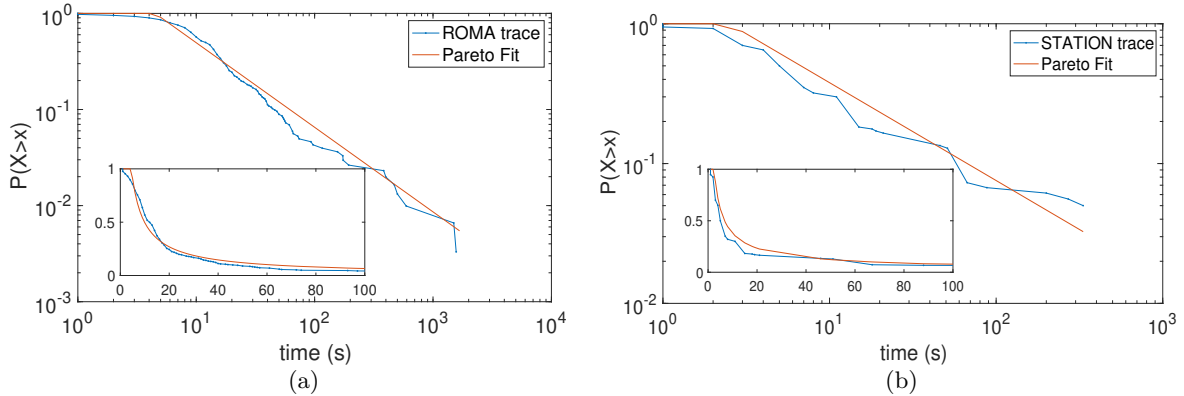 10^0
10^-1
10^-2
10^-3
P(X>x)
10^0 10^1 10^2 10^3 10^4
time (s)
ROMA trace
Pareto Fit
1
0.5
0
0 20 40 60 80 100
(a)
10^0
10^-1
10^-2
P(X>x)
10^0 10^1 10^2 10^3
time (s)
STATION trace
Pareto Fit
1
0.5
0
0 20 40 60 80 100
(b)